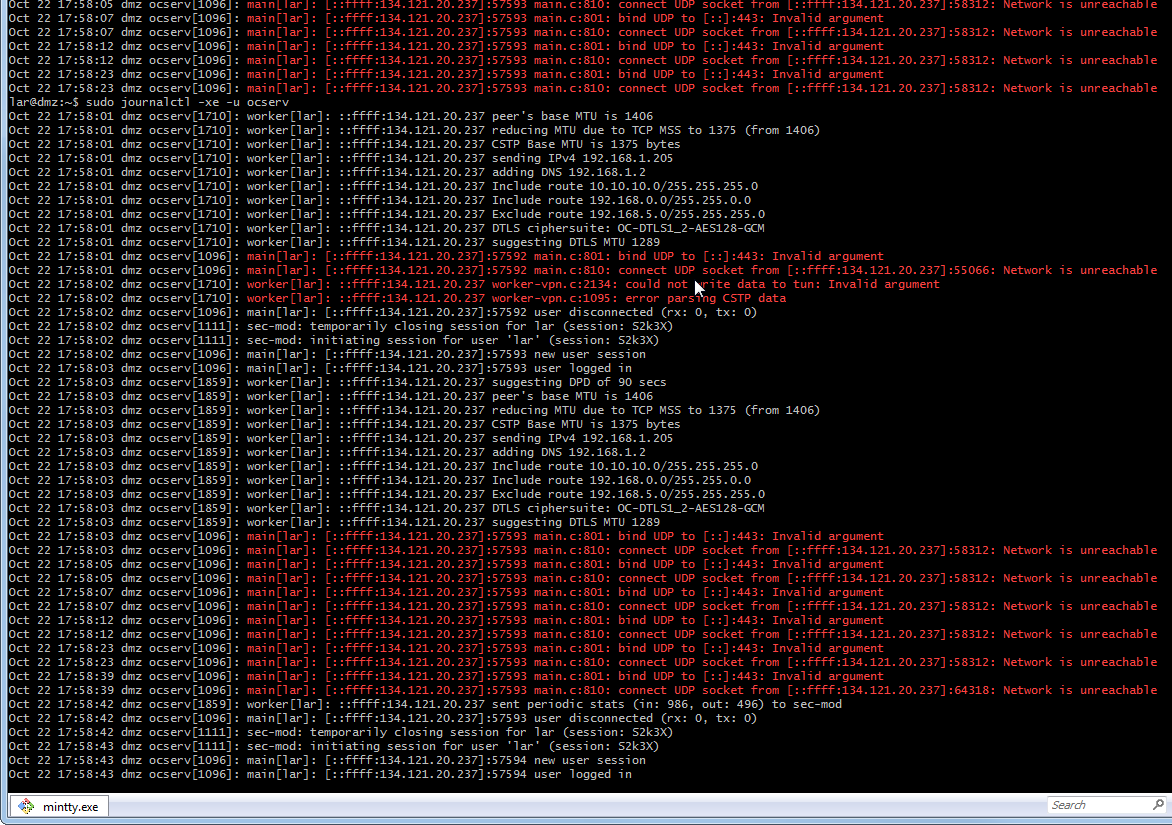 Oct 22 17:58:05 dmz ocserv[1096]: main[lar]: [::ffff:134.121.20.237]:57593 main.c:810: connect UDP socket from [::ffff:134.121.20.237]:58312: Network is unreachable
Oct 22 17:58:07 dmz ocserv[1096]: main[lar]: [::ffff:134.121.20.237]:57593 main.c:801: bind UDP to [::]:443: Invalid argument
Oct 22 17:58:07 dmz ocserv[1096]: main[lar]: [::ffff:134.121.20.237]:57593 main.c:810: connect UDP socket from [::ffff:134.121.20.237]:58312: Network is unreachable
Oct 22 17:58:12 dmz ocserv[1096]: main[lar]: [::ffff:134.121.20.237]:57593 main.c:801: bind UDP to [::]:443: Invalid argument
Oct 22 17:58:12 dmz ocserv[1096]: main[lar]: [::ffff:134.121.20.237]:57593 main.c:810: connect UDP socket from [::ffff:134.121.20.237]:58312: Network is unreachable
Oct 22 17:58:23 dmz ocserv[1096]: main[lar]: [::ffff:134.121.20.237]:57593 main.c:801: bind UDP to [::]:443: Invalid argument
Oct 22 17:58:23 dmz ocserv[1096]: main[lar]: [::ffff:134.121.20.237]:57593 main.c:810: connect UDP socket from [::ffff:134.121.20.237]:58312: Network is unreachable
lar@dmz:~$ sudo journalctl -xe -u ocserv
Oct 22 17:58:01 dmz ocserv[1710]: worker[lar]: ::ffff:134.121.20.237 peer's base MTU is 1406
Oct 22 17:58:01 dmz ocserv[1710]: worker[lar]: ::ffff:134.121.20.237 reducing MTU due to TCP MSS to 1375 (from 1406)
Oct 22 17:58:01 dmz ocserv[1710]: worker[lar]: ::ffff:134.121.20.237 CSTP Base MTU is 1375 bytes
Oct 22 17:58:01 dmz ocserv[1710]: worker[lar]: ::ffff:134.121.20.237 sending IPv4 192.168.1.205
Oct 22 17:58:01 dmz ocserv[1710]: worker[lar]: ::ffff:134.121.20.237 adding DNS 192.168.1.2
Oct 22 17:58:01 dmz ocserv[1710]: worker[lar]: ::ffff:134.121.20.237 Include route 10.10.10.0/255.255.255.0
Oct 22 17:58:01 dmz ocserv[1710]: worker[lar]: ::ffff:134.121.20.237 Include route 192.168.0.0/255.255.0.0
Oct 22 17:58:01 dmz ocserv[1710]: worker[lar]: ::ffff:134.121.20.237 Exclude route 192.168.5.0/255.255.255.0
Oct 22 17:58:01 dmz ocserv[1710]: worker[lar]: ::ffff:134.121.20.237 DTLS ciphersuite: OC-DTLS1_2-AES128-GCM
Oct 22 17:58:01 dmz ocserv[1710]: worker[lar]: ::ffff:134.121.20.237 suggesting DTLS MTU 1289
Oct 22 17:58:01 dmz ocserv[1096]: main[lar]: [::ffff:134.121.20.237]:57592 main.c:801: bind UDP to [::]:443: Invalid argument
Oct 22 17:58:01 dmz ocserv[1096]: main[lar]: [::ffff:134.121.20.237]:57592 main.c:810: connect UDP socket from [::ffff:134.121.20.237]:55066: Network is unreachable
Oct 22 17:58:02 dmz ocserv[1710]: worker[lar]: ::ffff:134.121.20.237 worker-vpn.c:2134: could not write data to tun: Invalid argument
Oct 22 17:58:02 dmz ocserv[1710]: worker[lar]: ::ffff:134.121.20.237 worker-vpn.c:1095: error parsing CSTP data
Oct 22 17:58:02 dmz ocserv[1096]: main[lar]: [::ffff:134.121.20.237]:57592 user disconnected (rx: 0, tx: 0)
Oct 22 17:58:02 dmz ocserv[1111]: sec-mod: temporarily closing session for lar (session: S2k3X)
Oct 22 17:58:02 dmz ocserv[1111]: sec-mod: initiating session for user 'lar' (session: S2k3X)
Oct 22 17:58:03 dmz ocserv[1096]: main[lar]: [::ffff:134.121.20.237]:57593 new user session
Oct 22 17:58:03 dmz ocserv[1096]: main[lar]: [::ffff:134.121.20.237]:57593 user logged in
Oct 22 17:58:03 dmz ocserv[1859]: worker[lar]: ::ffff:134.121.20.237 suggesting DPD of 90 secs
Oct 22 17:58:03 dmz ocserv[1859]: worker[lar]: ::ffff:134.121.20.237 peer's base MTU is 1406
Oct 22 17:58:03 dmz ocserv[1859]: worker[lar]: ::ffff:134.121.20.237 reducing MTU due to TCP MSS to 1375 (from 1406)
Oct 22 17:58:03 dmz ocserv[1859]: worker[lar]: ::ffff:134.121.20.237 CSTP Base MTU is 1375 bytes
Oct 22 17:58:03 dmz ocserv[1859]: worker[lar]: ::ffff:134.121.20.237 sending IPv4 192.168.1.205
Oct 22 17:58:03 dmz ocserv[1859]: worker[lar]: ::ffff:134.121.20.237 adding DNS 192.168.1.2
Oct 22 17:58:03 dmz ocserv[1859]: worker[lar]: ::ffff:134.121.20.237 Include route 10.10.10.0/255.255.255.0
Oct 22 17:58:03 dmz ocserv[1859]: worker[lar]: ::ffff:134.121.20.237 Include route 192.168.0.0/255.255.0.0
Oct 22 17:58:03 dmz ocserv[1859]: worker[lar]: ::ffff:134.121.20.237 Exclude route 192.168.5.0/255.255.255.0
Oct 22 17:58:03 dmz ocserv[1859]: worker[lar]: ::ffff:134.121.20.237 DTLS ciphersuite: OC-DTLS1_2-AES128-GCM
Oct 22 17:58:03 dmz ocserv[1859]: worker[lar]: ::ffff:134.121.20.237 suggesting DTLS MTU 1289
Oct 22 17:58:03 dmz ocserv[1096]: main[lar]: [::ffff:134.121.20.237]:57593 main.c:801: bind UDP to [::]:443: Invalid argument
Oct 22 17:58:03 dmz ocserv[1096]: main[lar]: [::ffff:134.121.20.237]:57593 main.c:810: connect UDP socket from [::ffff:134.121.20.237]:58312: Network is unreachable
Oct 22 17:58:05 dmz ocserv[1096]: main[lar]: [::ffff:134.121.20.237]:57593 main.c:801: bind UDP to [::]:443: Invalid argument
Oct 22 17:58:05 dmz ocserv[1096]: main[lar]: [::ffff:134.121.20.237]:57593 main.c:810: connect UDP socket from [::ffff:134.121.20.237]:58312: Network is unreachable
Oct 22 17:58:07 dmz ocserv[1096]: main[lar]: [::ffff:134.121.20.237]:57593 main.c:801: bind UDP to [::]:443: Invalid argument
Oct 22 17:58:07 dmz ocserv[1096]: main[lar]: [::ffff:134.121.20.237]:57593 main.c:810: connect UDP socket from [::ffff:134.121.20.237]:58312: Network is unreachable
Oct 22 17:58:12 dmz ocserv[1096]: main[lar]: [::ffff:134.121.20.237]:57593 main.c:801: bind UDP to [::]:443: Invalid argument
Oct 22 17:58:12 dmz ocserv[1096]: main[lar]: [::ffff:134.121.20.237]:57593 main.c:810: connect UDP socket from [::ffff:134.121.20.237]:58312: Network is unreachable
Oct 22 17:58:23 dmz ocserv[1096]: main[lar]: [::ffff:134.121.20.237]:57593 main.c:801: bind UDP to [::]:443: Invalid argument
Oct 22 17:58:23 dmz ocserv[1096]: main[lar]: [::ffff:134.121.20.237]:57593 main.c:810: connect UDP socket from [::ffff:134.121.20.237]:58312: Network is unreachable
Oct 22 17:58:39 dmz ocserv[1096]: main[lar]: [::ffff:134.121.20.237]:57593 main.c:801: bind UDP to [::]:443: Invalid argument
Oct 22 17:58:39 dmz ocserv[1096]: main[lar]: [::ffff:134.121.20.237]:57593 main.c:810: connect UDP socket from [::ffff:134.121.20.237]:64318: Network is unreachable
Oct 22 17:58:42 dmz ocserv[1859]: worker[lar]: ::ffff:134.121.20.237 sent periodic stats (in: 986, out: 496) to sec-mod
Oct 22 17:58:42 dmz ocserv[1096]: main[lar]: [::ffff:134.121.20.237]:57593 user disconnected (rx: 0, tx: 0)
Oct 22 17:58:42 dmz ocserv[1111]: sec-mod: temporarily closing session for lar (session: S2k3X)
Oct 22 17:58:43 dmz ocserv[1111]: sec-mod: initiating session for user 'lar' (session: S2k3X)
Oct 22 17:58:43 dmz ocserv[1096]: main[lar]: [::ffff:134.121.20.237]:57594 new user session
Oct 22 17:58:43 dmz ocserv[1096]: main[lar]: [::ffff:134.121.20.237]:57594 user logged in
mintty.exe
Search